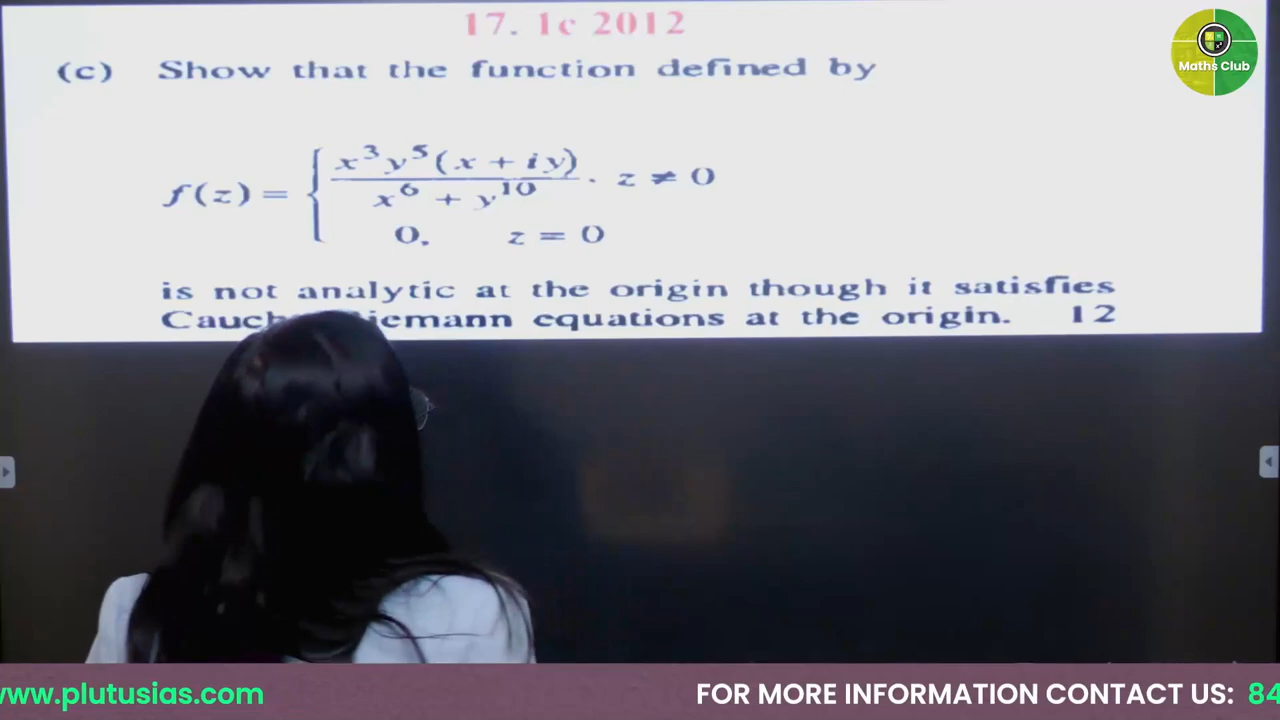 17. 1c 2012
Maths Club
(c) Show that the function defined by
f(z) = { x³y⁵(x + iy) / x⁶ + y¹⁰ . z ≠ 0
0, z = 0
is not analytic at the origin though it satisfies
equations at the origin. 12
www.plutusias.com
FOR MORE INFORMATION CONTACT US: 84